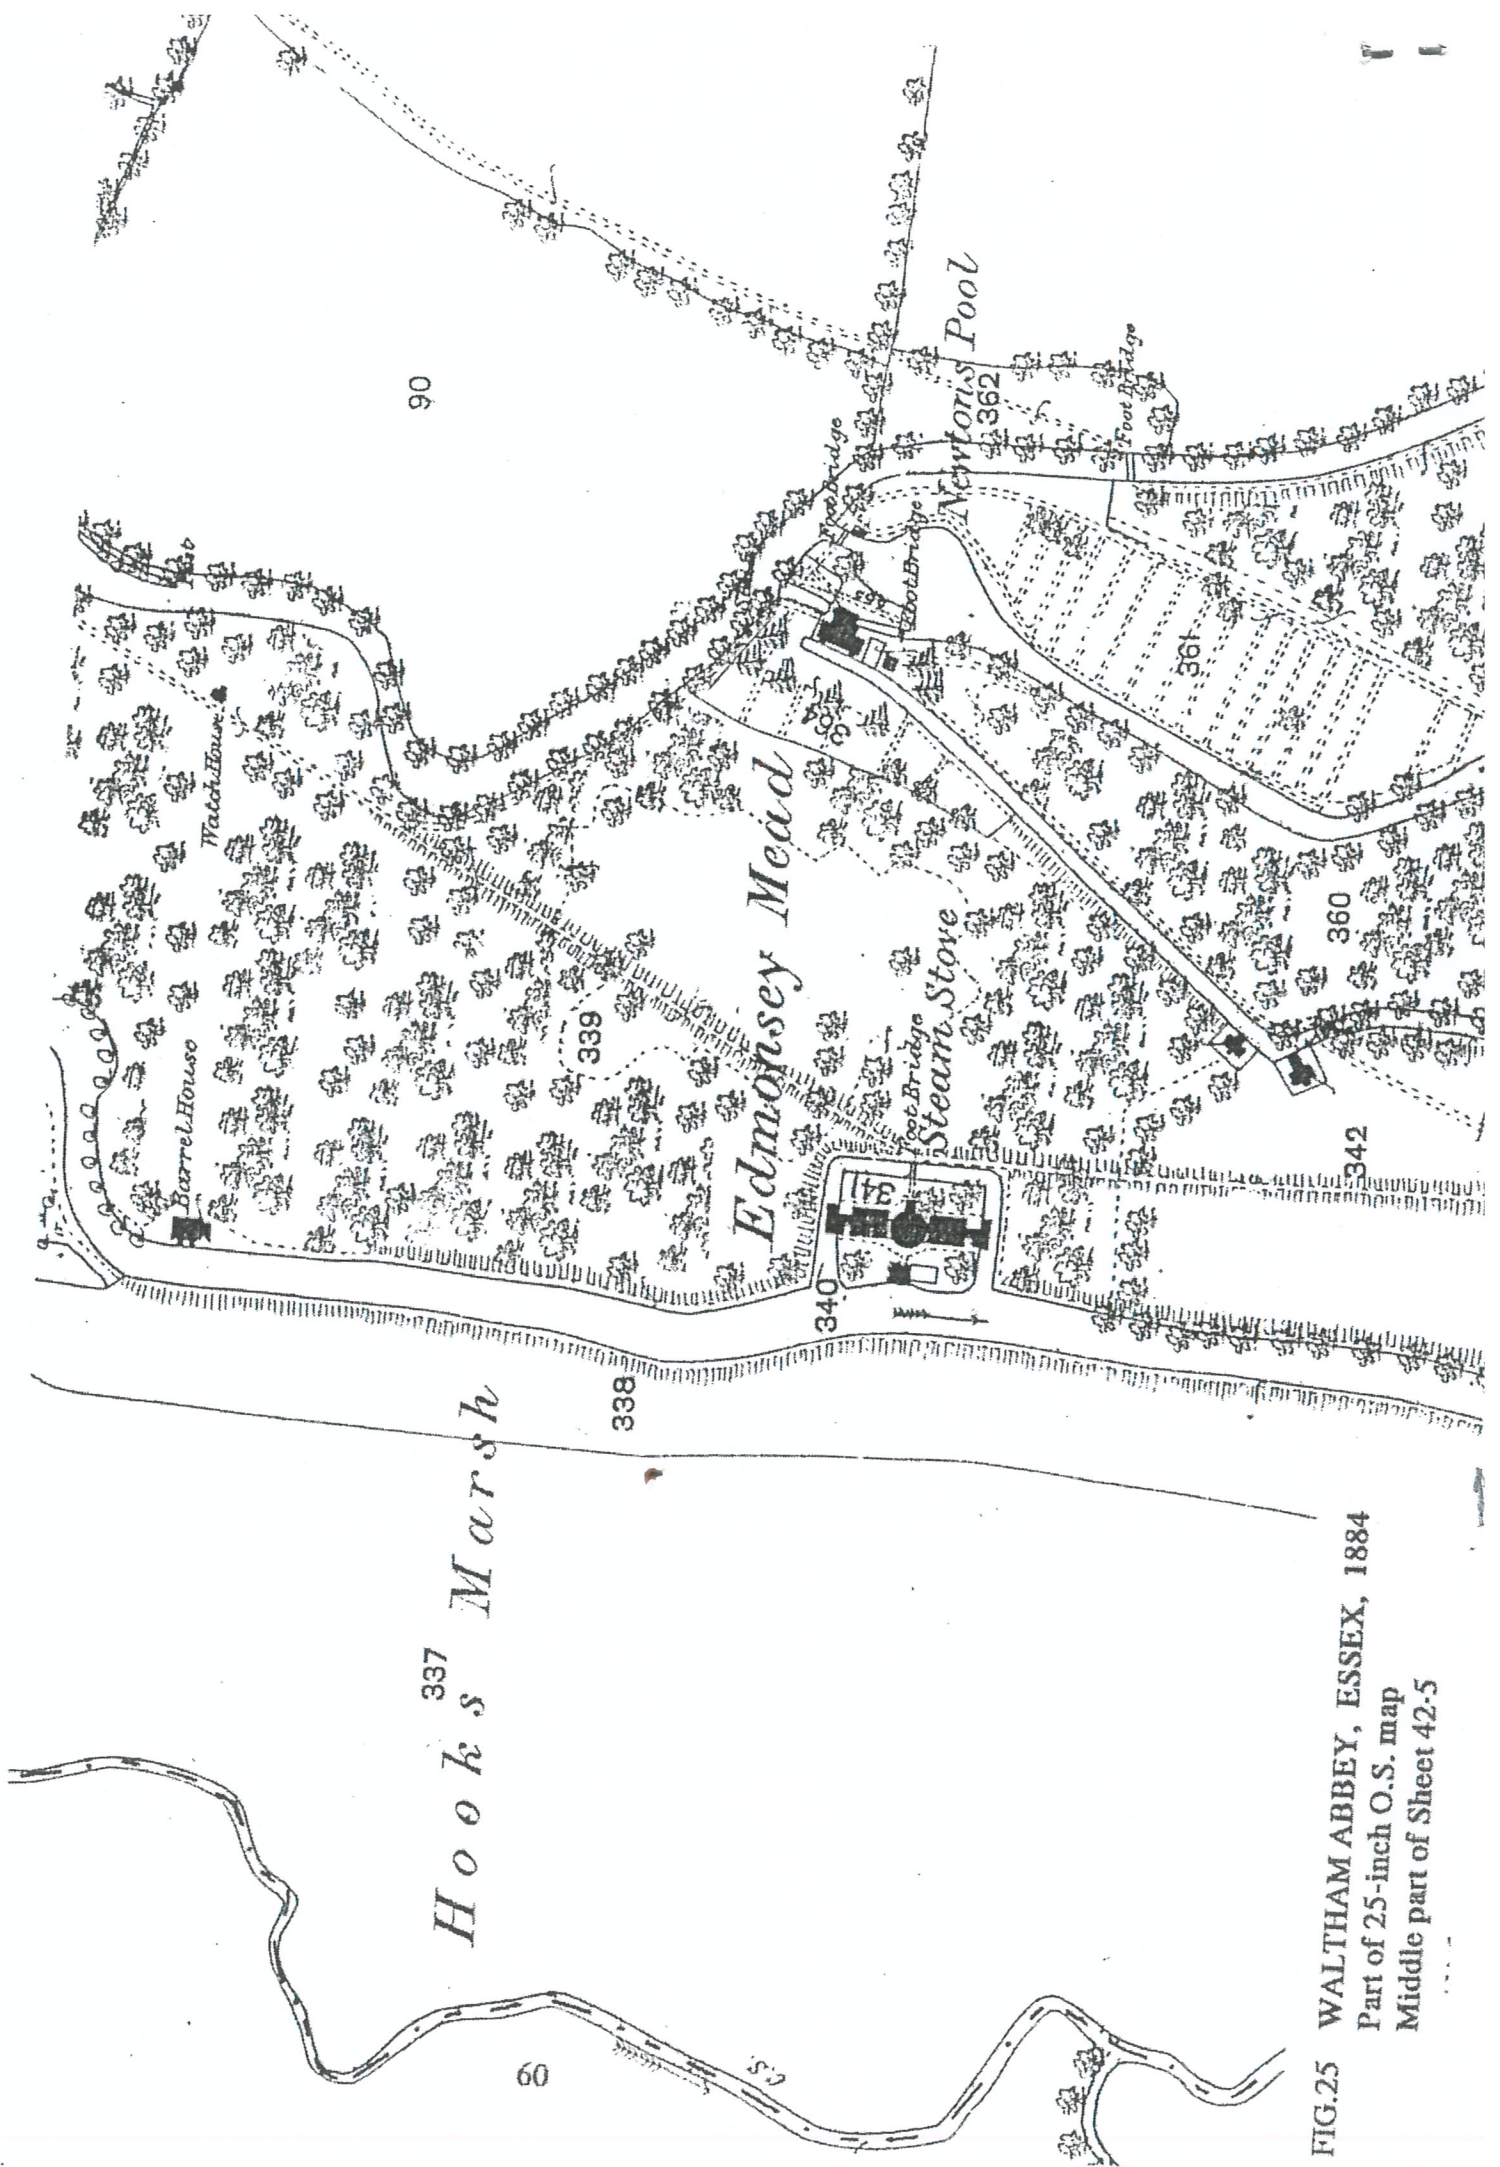 90
Watch House
Barrel House
339
Edmonsey Mead
364
Foot Bridge
Foot Bridge
Newtons Pool
362
Foot Bridge
361
360
Foot Bridge
Steam Stove
341
340
342
338
Hooks Marsh
337
60
C.S.
FIG.25 WALTHAM ABBEY, ESSEX, 1884
Part of 25-inch O.S. map
Middle part of Sheet 42-5